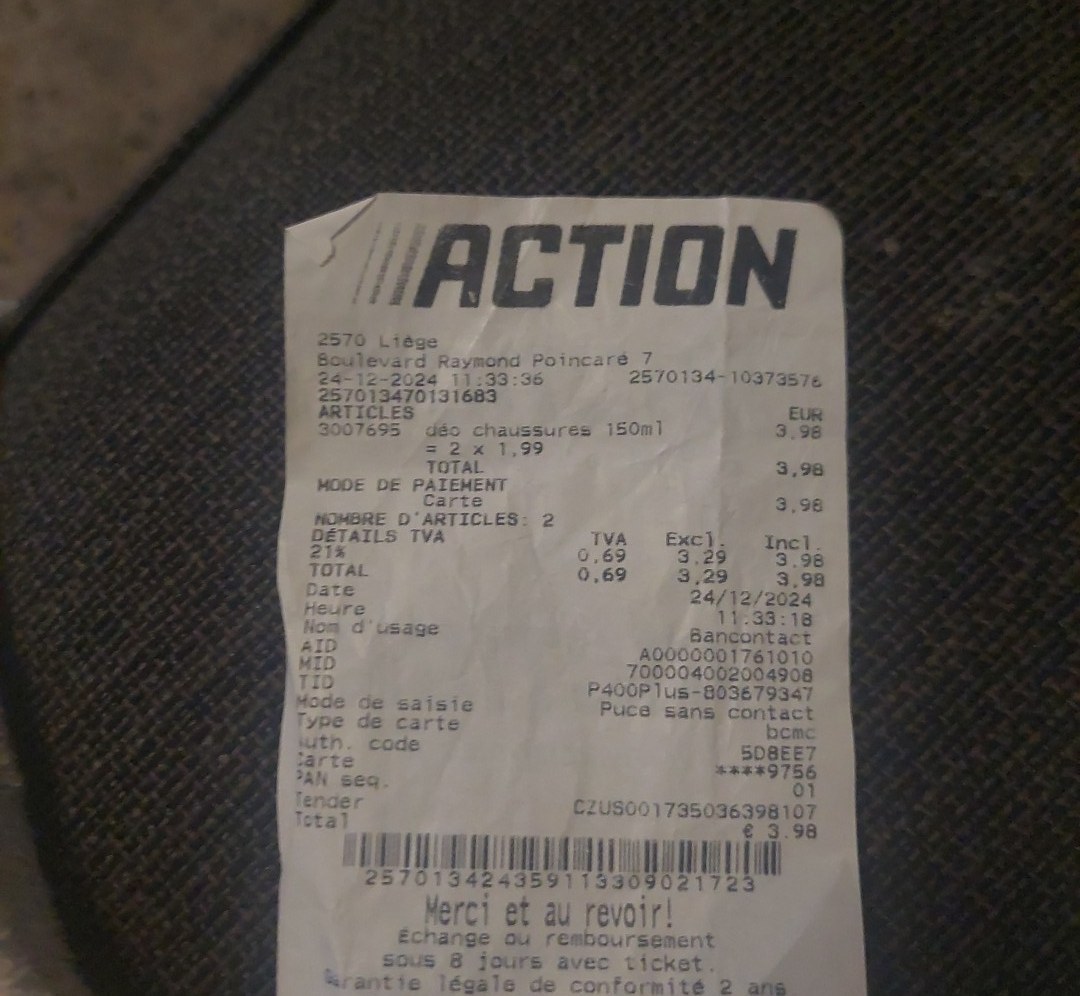 ACTION
2570 Liège
Boulevard Raymond Poincaré 7
24-12-2024 11:33:36 2570134-10373576
257013470131683
ARTICLES EUR
3007695 déo chaussures 150ml 3,98
= 2 x 1,99
TOTAL 3,98
MODE DE PAIEMENT
Carte 3,98
NOMBRE D'ARTICLES: 2
DÉTAILS TVA TVA Excl. Incl.
21% 0,69 3,29 3,98
TOTAL 0,69 3,29 3,98
Date 24/12/2024
Heure 11:33:18
Nom d'usage Bancontact
AID A0000001761010
MID 700004002004908
TID P400Plus-803679347
Mode de saisie Puce sans contact
Type de carte bcmc
Auth. code 5D8EE7
Carte ****9756
PAN seq. 01
Tender CZUS001735036398107
Total € 3.98
257013424359113309021723
Merci et au revoir!
Échange ou remboursement
sous 8 jours avec ticket.
Garantie légale de conformité 2 ans